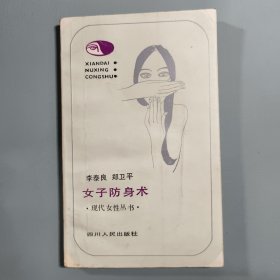 XIANDAI •
NUXING •
CONGSHU •
李泰良 郑卫平
女子防身术
•现代女性丛书•
四川人民出版社